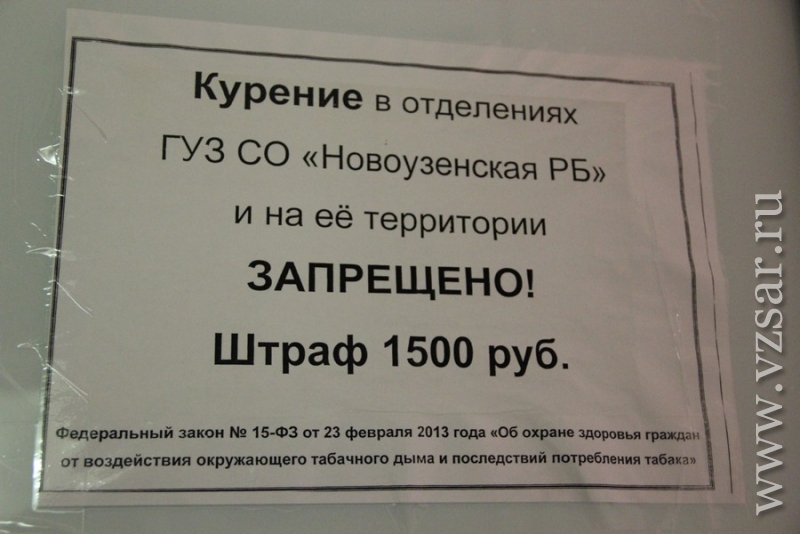 Курение в отделениях
ГУЗ СО «Новоузенская РБ»
и на её территории
ЗАПРЕЩЕНО!
Штраф 1500 руб.
Федеральный закон № 15-ФЗ от 23 февраля 2013 года «Об охране здоровья граждан
от воздействия окружающего табачного дыма и последствий потребления табака»
www.vzsar.ru